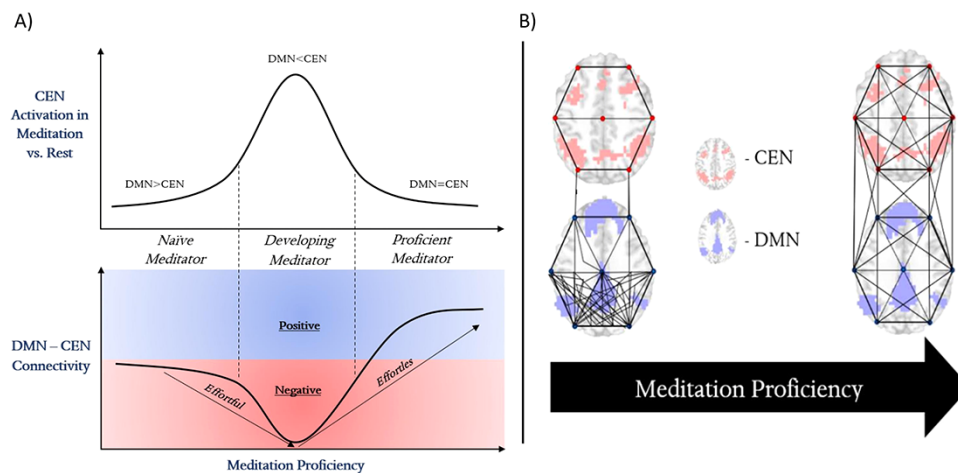 A)
DMN<CEN
CEN
Activation in
Meditation
vs. Rest
DMN>CEN
DMN=CEN
Naïve
Meditator
Developing
Meditator
Proficient
Meditator
DMN – CEN
Connectivity
Positive
Negative
Effortful
Effortles
Meditation Proficiency
B)
- CEN
- DMN
Meditation Proficiency